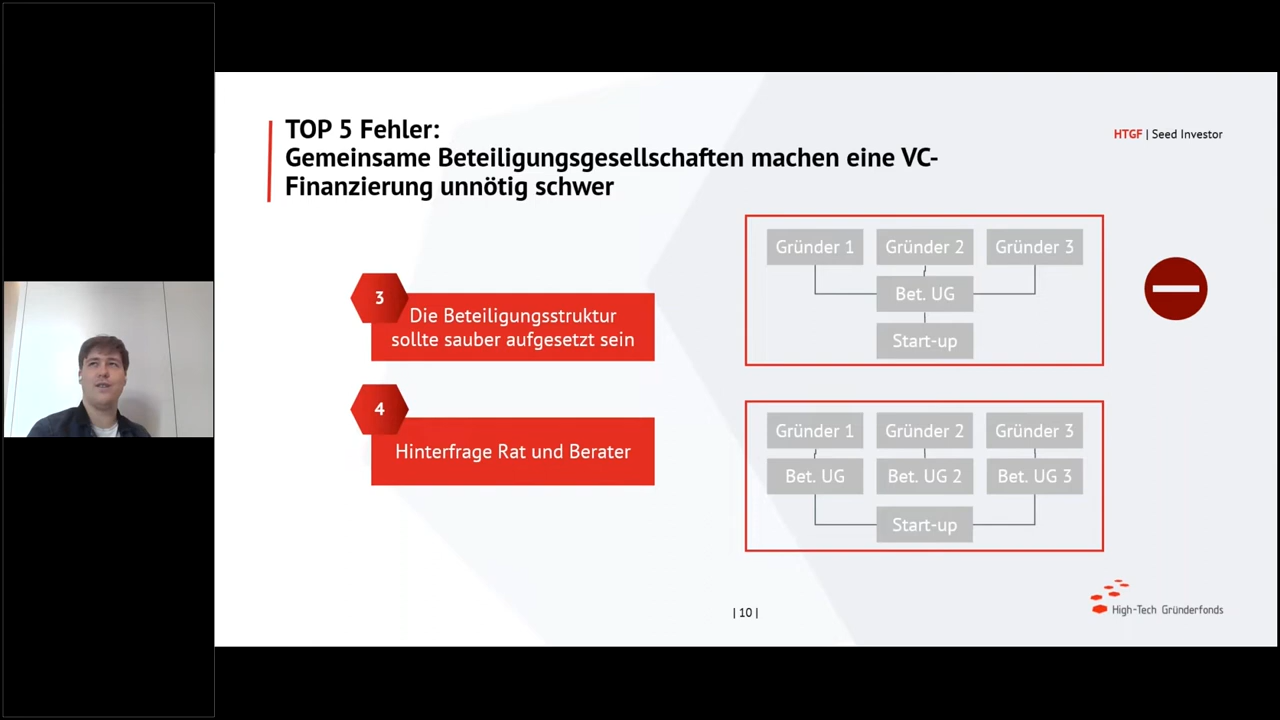 TOP 5 Fehler:
Gemeinsame Beteiligungsgesellschaften machen eine VC-
Finanzierung unnötig schwer
HTGF | Seed Investor
3
Die Beteiligungsstruktur
sollte sauber aufgesetzt sein
4
Hinterfrage Rat und Berater
Gründer 1 Gründer 2 Gründer 3
Bet. UG
Start-up
Gründer 1 Gründer 2 Gründer 3
Bet. UG Bet. UG 2 Bet. UG 3
Start-up
| 10 |
High-Tech Gründerfonds